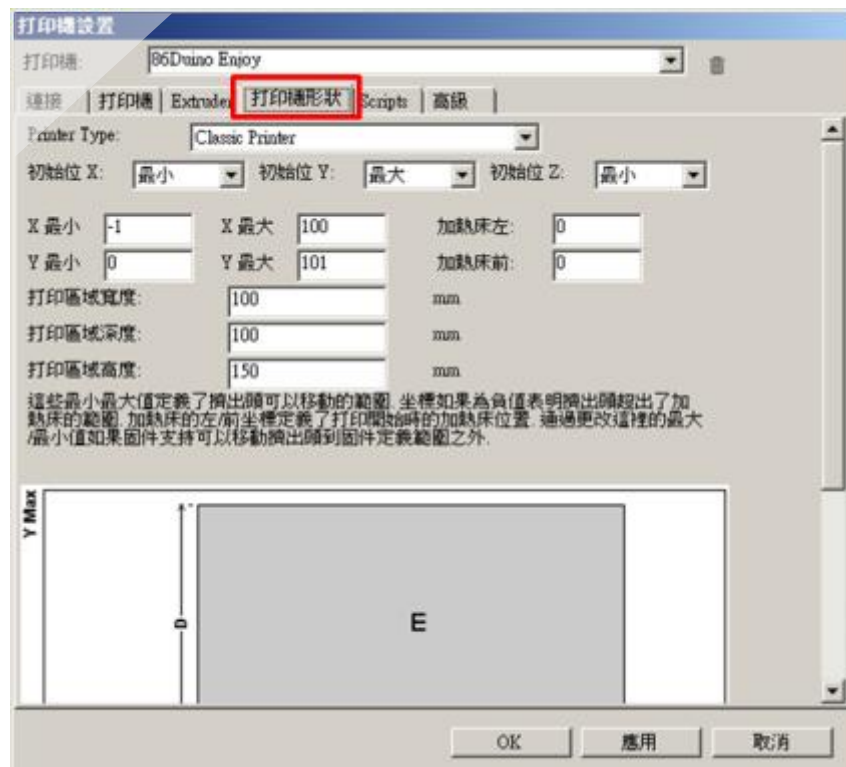 打印機設置
打印機: 86Duino Enjoy
連接 打印機 Extruder 打印機形狀 Scripts 高級
Printer Type: Classic Printer
初始位 X: 最小 初始位 Y: 最大 初始位 Z: 最小
X 最小 -1 X 最大 100 加熱床左: 0
Y 最小 0 Y 最大 101 加熱床前: 0
打印區域寬度: 100 mm
打印區域深度: 100 mm
打印區域高度: 150 mm
這些最小最大值定義了擠出頭可以移動的範圍. 坐標如果為負值表明擠出頭超出了加
熱床的範圍. 加熱床的左/前坐標定義了打印開始時的加熱床位置. 通過更改這裡的最大
/最小值如果固件支持可以移動擠出頭到固件定義範圍之外.
Y Max
D
E
OK 應用 取消